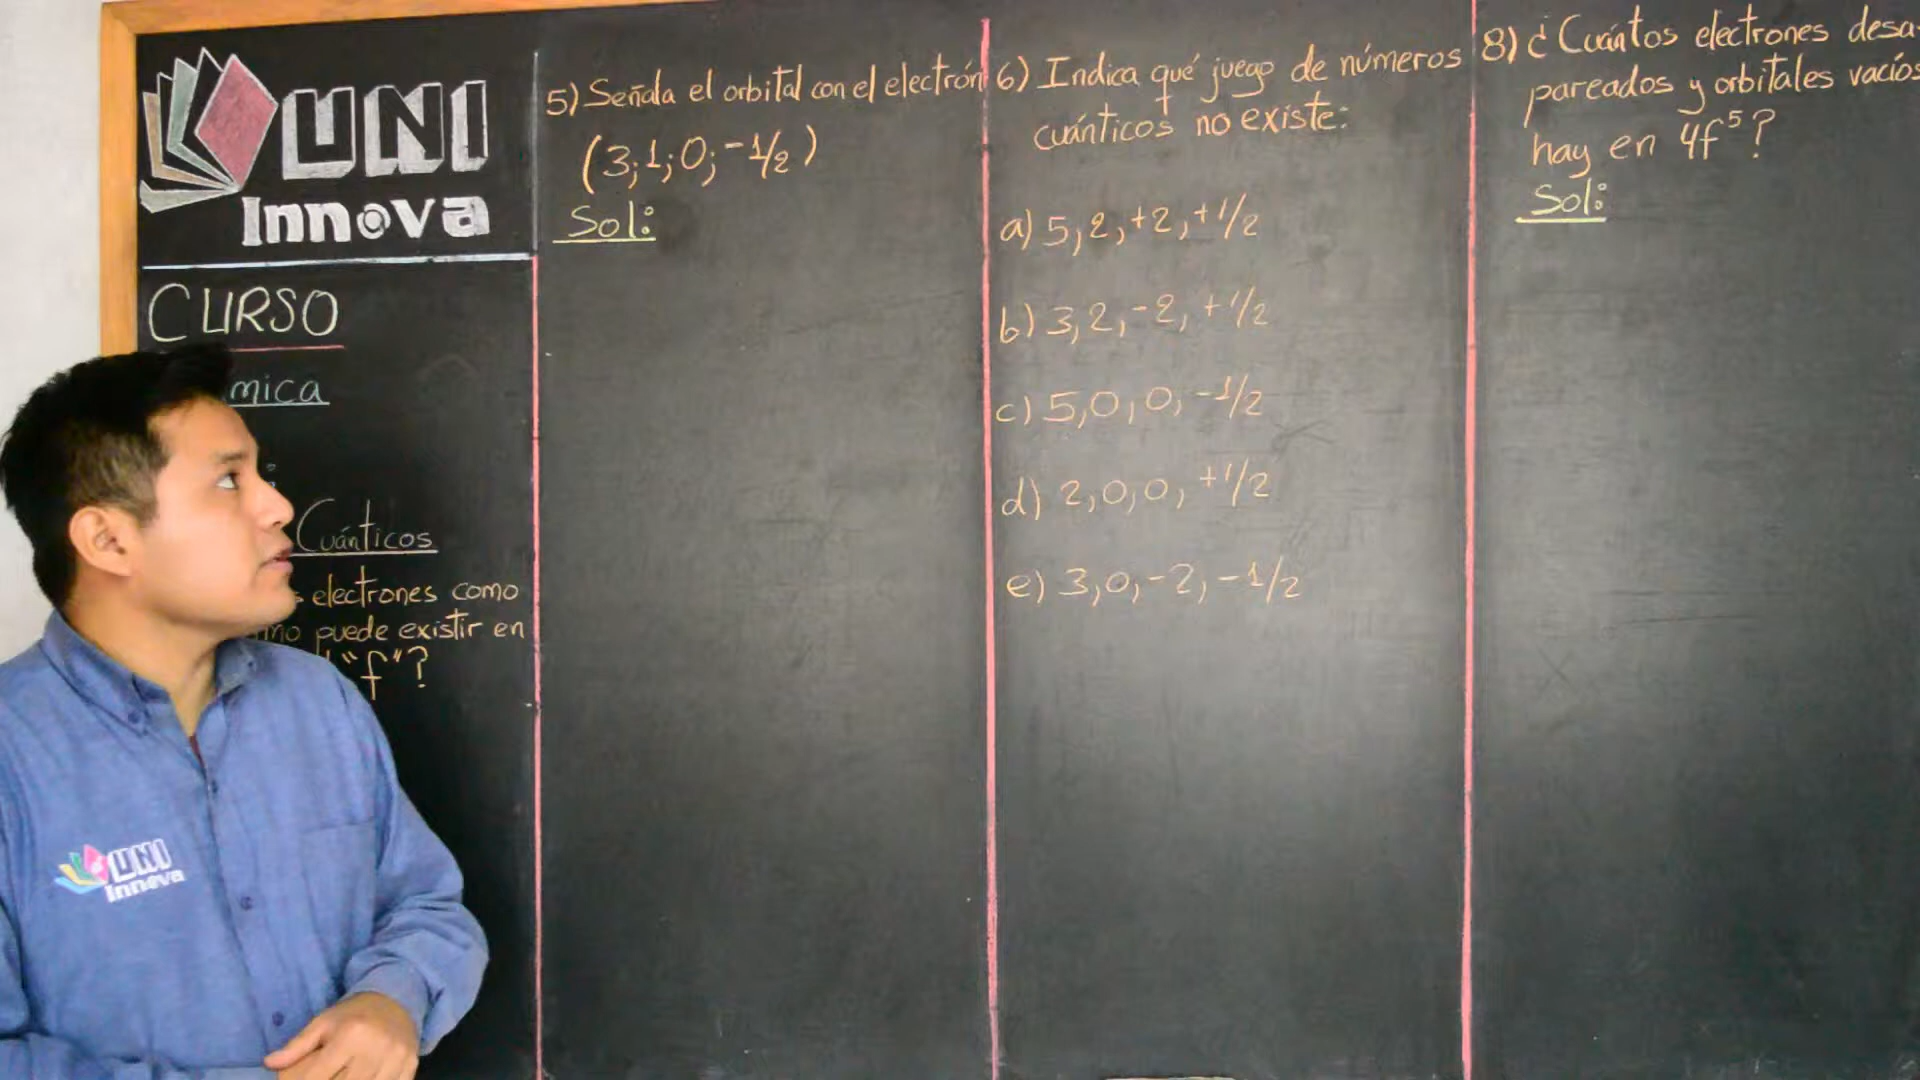 UNI
Innova
CURSO
mica
Cuánticos
electrones como
puede existir en
"f"?
5) Señala el orbital con el electrón
(3;1;0;-1/2)
Sol:
6) Indica qué juego de números
cuánticos no existe:
a) 5,2,+2,+1/2
b) 3,2,-2,+1/2
c) 5,0,0,-1/2
d) 2,0,0,+1/2
e) 3,0,-2,-1/2
8) ¿Cuántos electrones desa-
pareados y orbitales vacíos
hay en 4f⁵?
Sol:
UNI
Innova